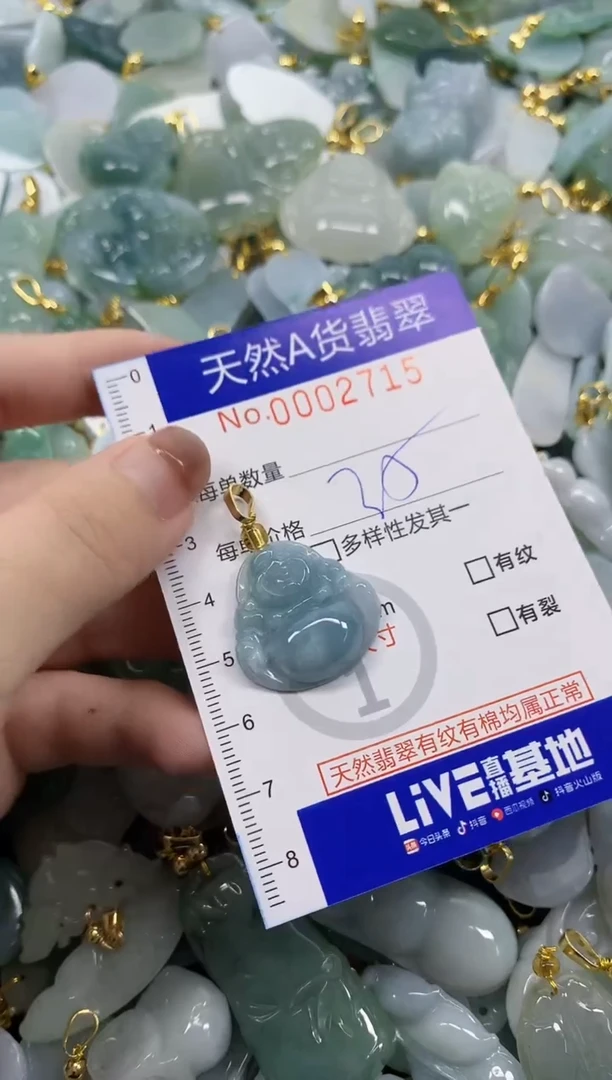 0
1
天然A货翡翠
No.0002715
每单数量
3
每单价格
多样性发其一
4
有纹
有裂
5
寸
6
天然翡翠有纹有棉均属正常
7
LiVE直播基地
8
头条 今日头条 抖音 西瓜视频 抖音火山版